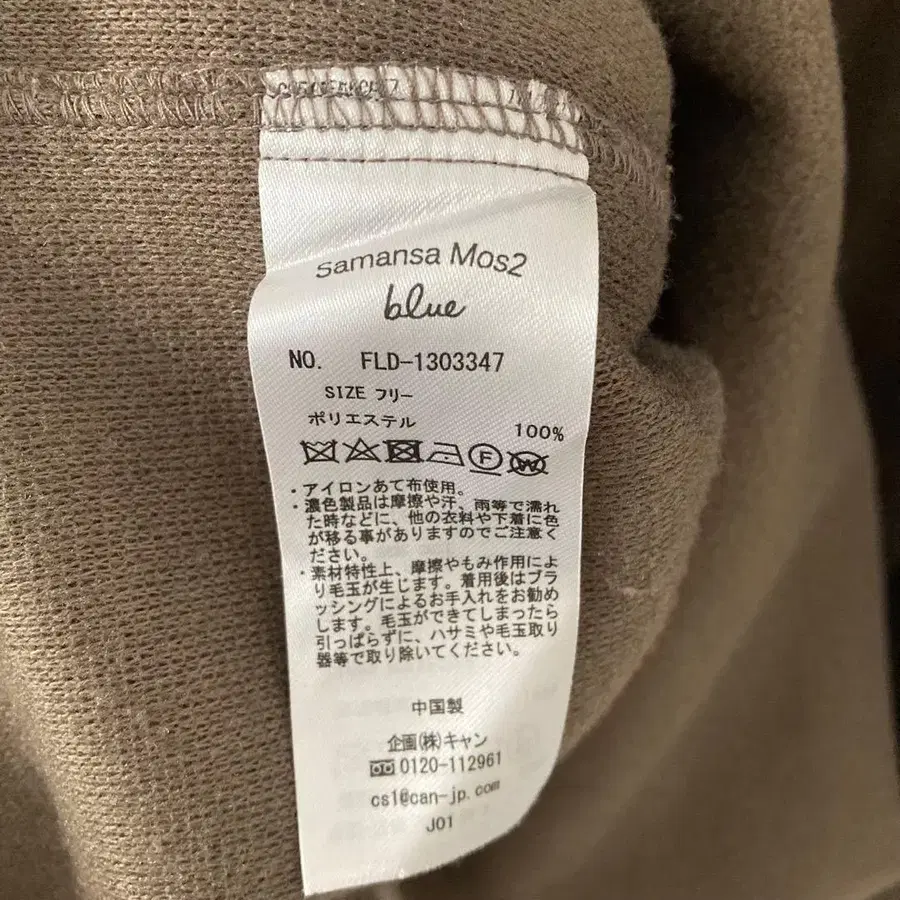 samansa Mos2
blue
NO. FLD-1303347
SIZE フリー
ポリエステル 100%
・アイロンあて布使用。
・濃色製品は摩擦や汗、雨等で濡れ
た時などに、他の衣料や下着に色
が移る事がありますのでご注意く
ださい。
・素材特性上、摩擦やもみ作用によ
り毛玉が生じます。着用後はブラ
ッシングによるお手入れをお勧め
します。毛玉ができてしまったら
引っぱらずに、ハサミや毛玉取り
器等で取り除いてください。
中国製
企画(株)キャン
0120-112961
cs1@can-jp.com
J01